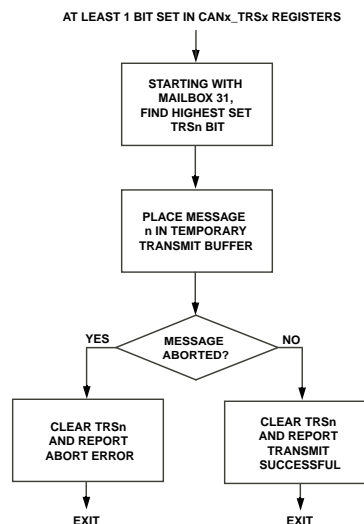 AT LEAST 1 BIT SET IN CANx_TRSx REGISTERS
STARTING WITH
MAILBOX 31,
FIND HIGHEST SET
TRSn BIT
PLACE MESSAGE
n IN TEMPORARY
TRANSMIT BUFFER
MESSAGE
ABORTED?
YES
NO
CLEAR TRSn
AND REPORT
ABORT ERROR
CLEAR TRSn
AND REPORT
TRANSMIT
SUCCESSFUL
EXIT
EXIT